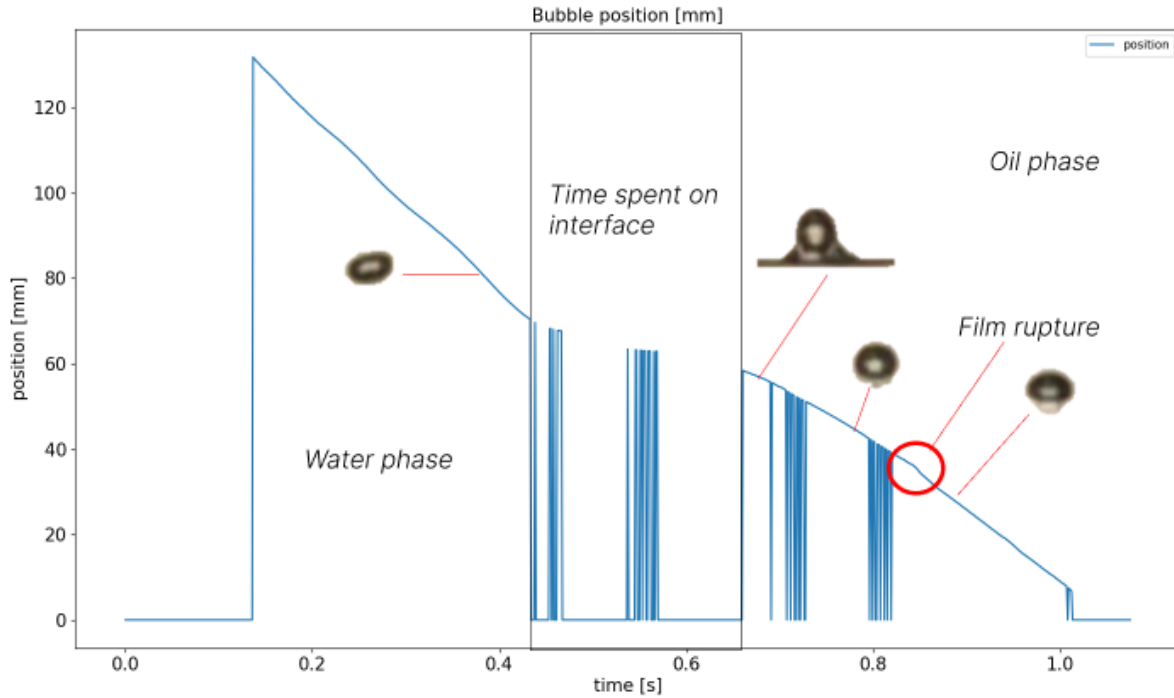 Bubble position [mm]
position
120
100
80
60
40
20
0
position [mm]
0.0
0.2
0.4
0.6
0.8
1.0
time [s]
Time spent on
interface
Oil phase
Film rupture
Water phase